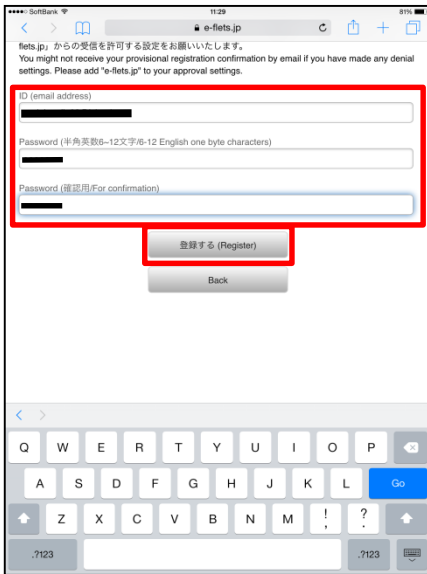 SoftBank 11:29 81%
e-flets.jp
flets.jp」からの受信を許可する設定をお願いいたします。
You might not receive your provisional registration confirmation by email if you have made any denial
settings. Please add "e-flets.jp" to your approval settings.
ID (email address)
Password (半角英数6−12文字/6-12 English one byte characters)
Password (確認用/For confirmation)
登録する (Register)
Back
Q W E R T Y U I O P
A S D F G H J K L Go
Z X C V B N M ! , ? .
.?123 .?123